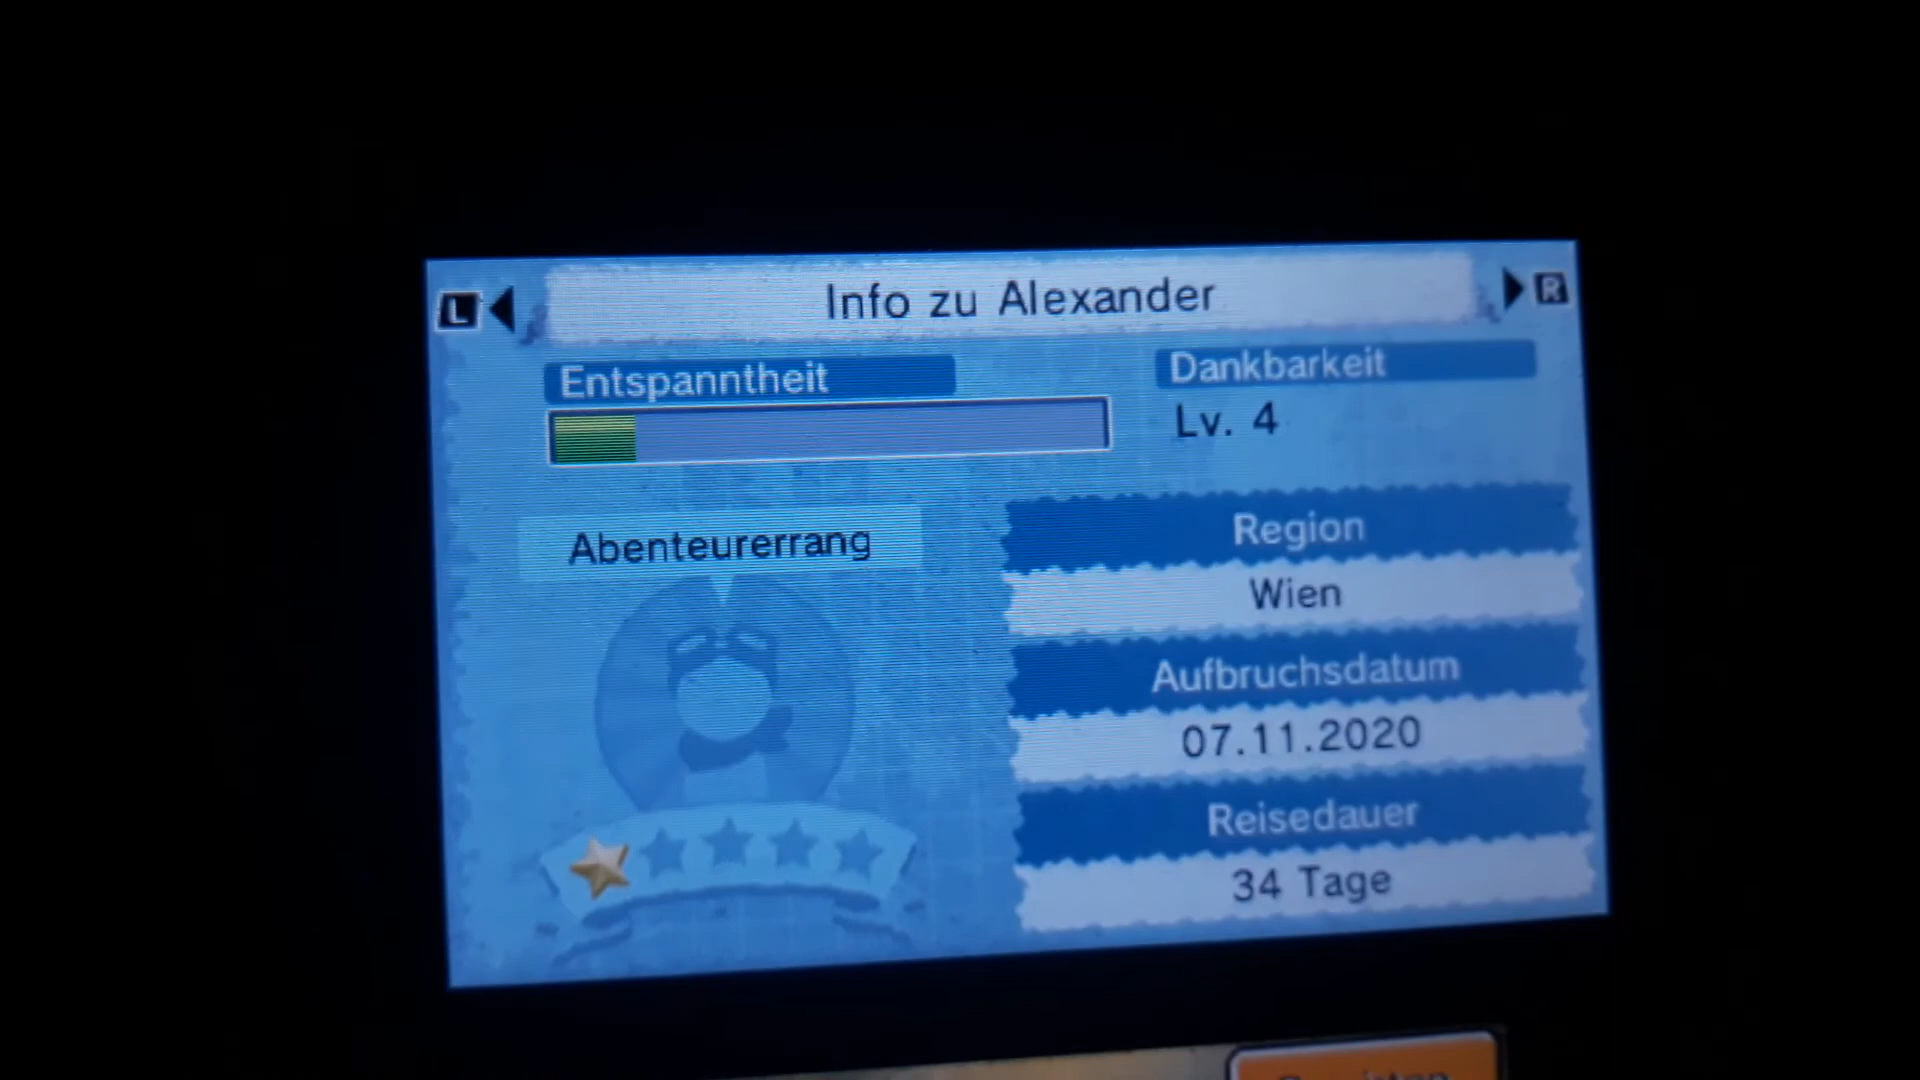 L
Info zu Alexander
R
Entspanntheit
Dankbarkeit
Lv. 4
Abenteurerrang
Region
Wien
Aufbruchsdatum
07.11.2020
Reisedauer
34 Tage